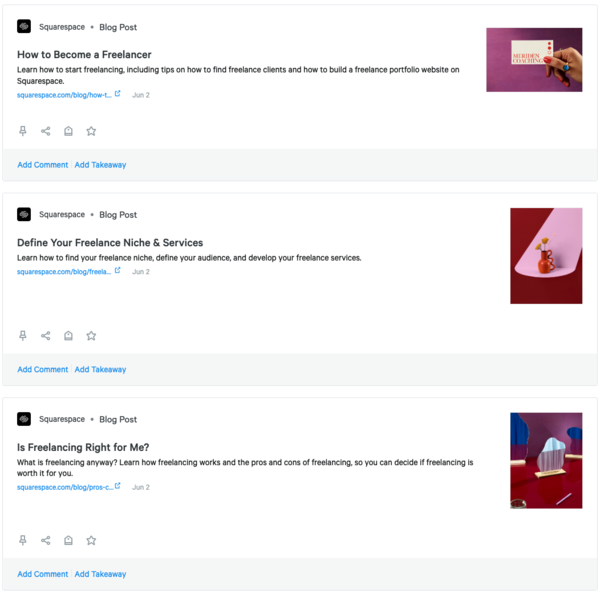 Squarespace • Blog Post
How to Become a Freelancer
Learn how to start freelancing, including tips on how to find freelance clients and how to build a freelance portfolio website on
Squarespace.
squarespace.com/blog/how-t... Jun 2
MERIDEN
COACHING
Add Comment | Add Takeaway
Squarespace • Blog Post
Define Your Freelance Niche & Services
Learn how to find your freelance niche, define your audience, and develop your freelance services.
squarespace.com/blog/freela... Jun 2
Add Comment | Add Takeaway
Squarespace • Blog Post
Is Freelancing Right for Me?
What is freelancing anyway? Learn how freelancing works and the pros and cons of freelancing, so you can decide if freelancing is
worth it for you.
squarespace.com/blog/pros-c... Jun 2
Add Comment | Add Takeaway